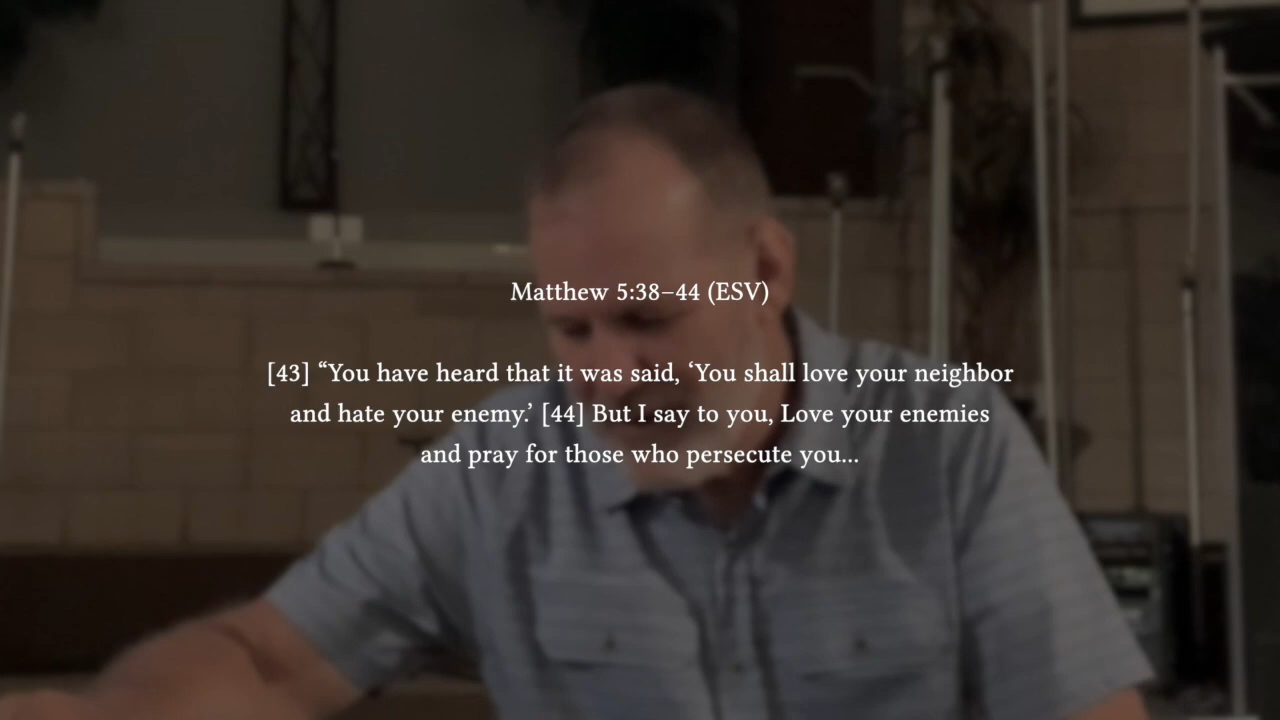 Matthew 5:38–44 (ESV)
[43] “You have heard that it was said, ‘You shall love your neighbor
and hate your enemy.’ [44] But I say to you, Love your enemies
and pray for those who persecute you...